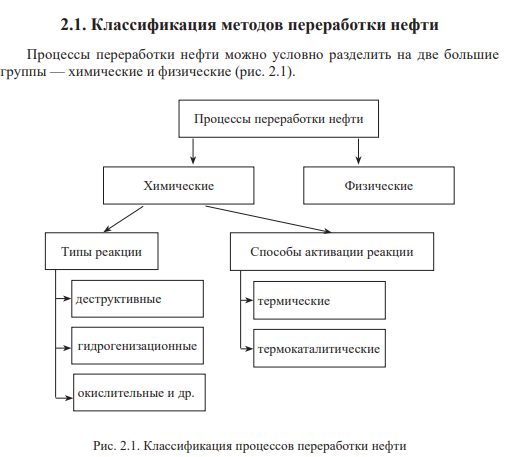 2.1. Классификация методов переработки нефти
Процессы переработки нефти можно условно разделить на две большие
группы — химические и физические (рис. 2.1).
Процессы переработки нефти
Химические
Физические
Типы реакции
Способы активации реакции
деструктивные
термические
гидрогенизационные
термокаталитические
окислительные и др.
Рис. 2.1. Классификация процессов переработки нефти